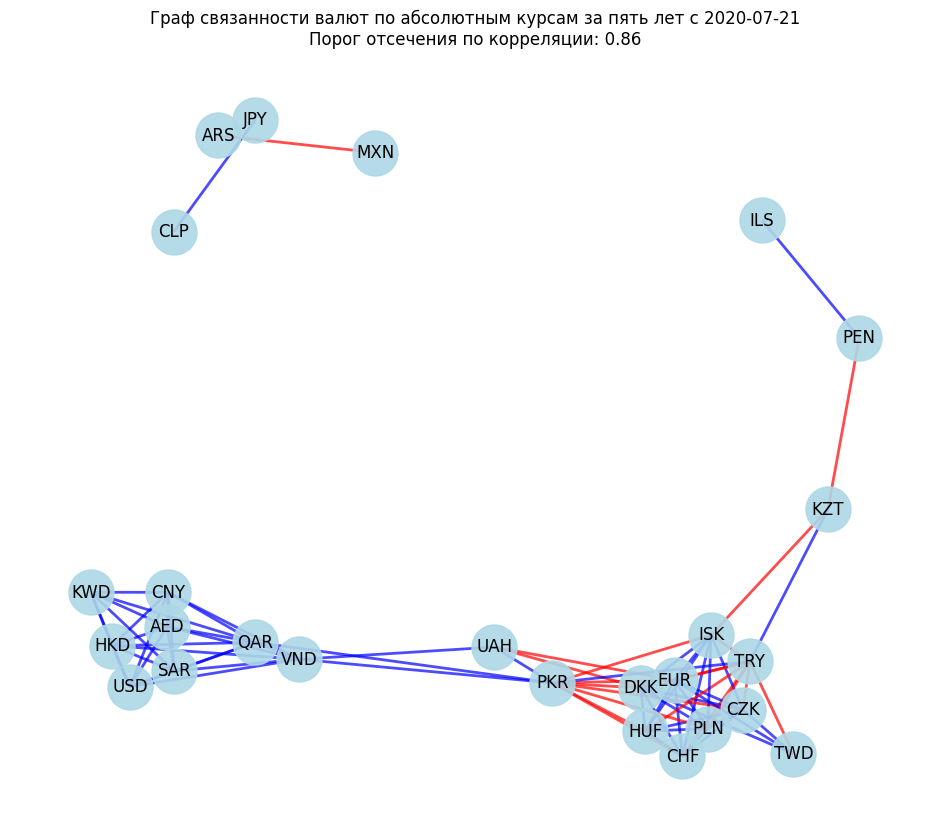 Граф связанности валют по абсолютным курсам за пять лет с 2020-07-21
Порог отсечения по корреляции: 0.86
JPY
ARS
MXN
CLP
ILS
PEN
KZT
KWD
CNY
AED
HKD
QAR
SAR
VND
USD
UAH
PKR
ISK
TRY
DKK
EUR
CZK
HUF
PLN
CHF
TWD